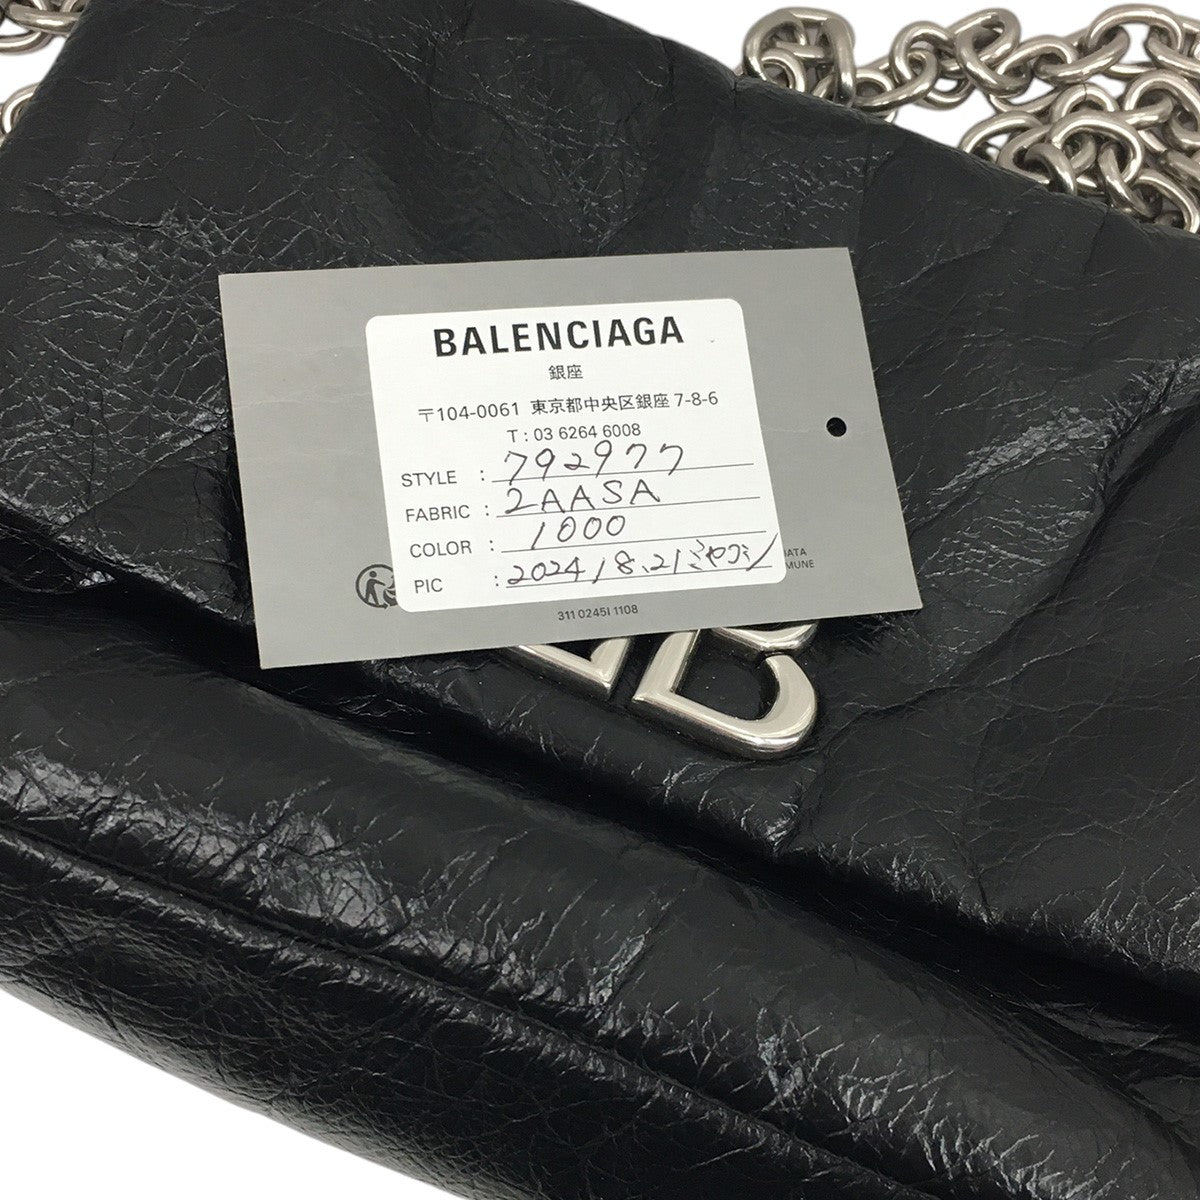 BALENCIAGA
銀座
〒104-0061 東京都中央区銀座 7-8-6
T : 03 6264 6008
STYLE : 792977
FABRIC : 2AASA
COLOR : 1000
PIC : 2024/8.21
311 0245I 1108